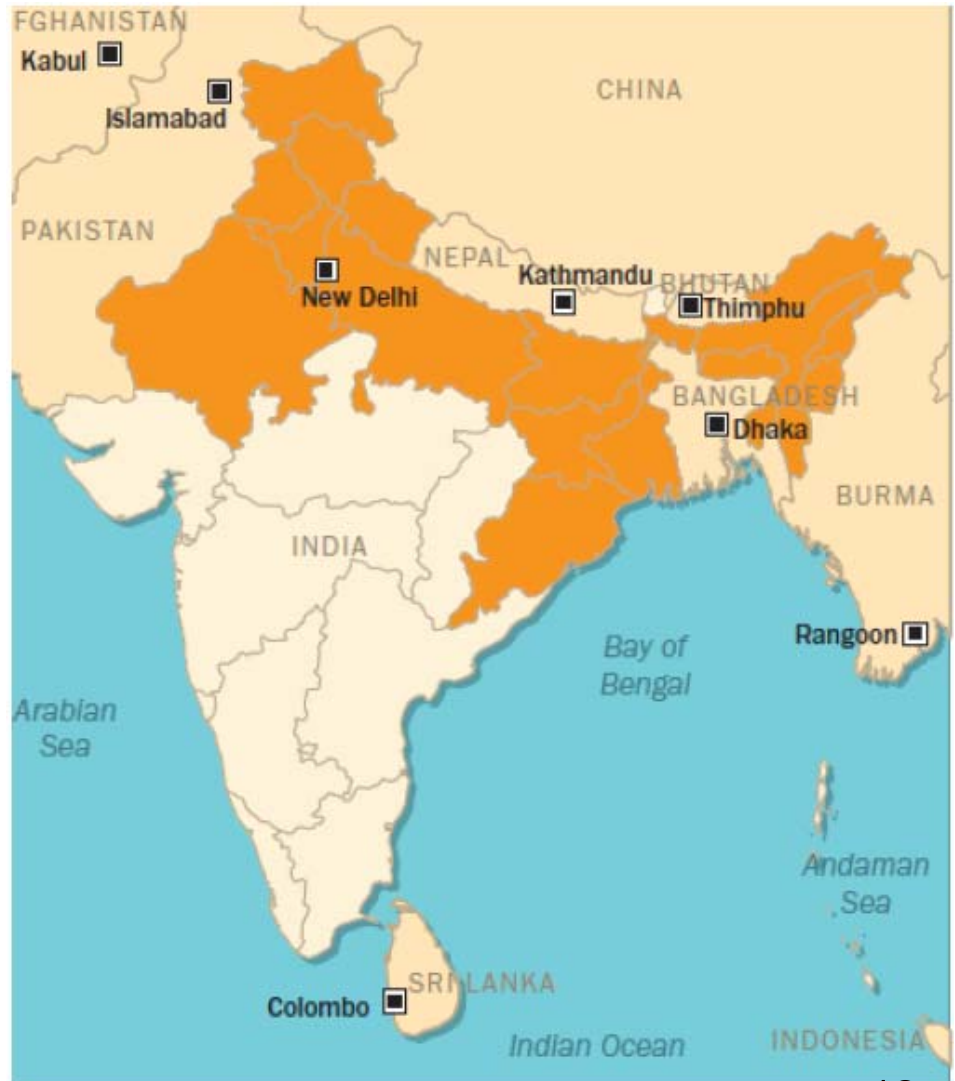 FGHANISTAN
Kabul
CHINA
Islamabad
PAKISTAN
NEPAL
Kathmandu
BHUTAN
New Delhi
Thimphu
BANGLADESH
Dhaka
BURMA
INDIA
Rangoon
Bay of
Bengal
Arabian
Sea
Andaman
Sea
SRI LANKA
Colombo
Indian Ocean
INDONESIA